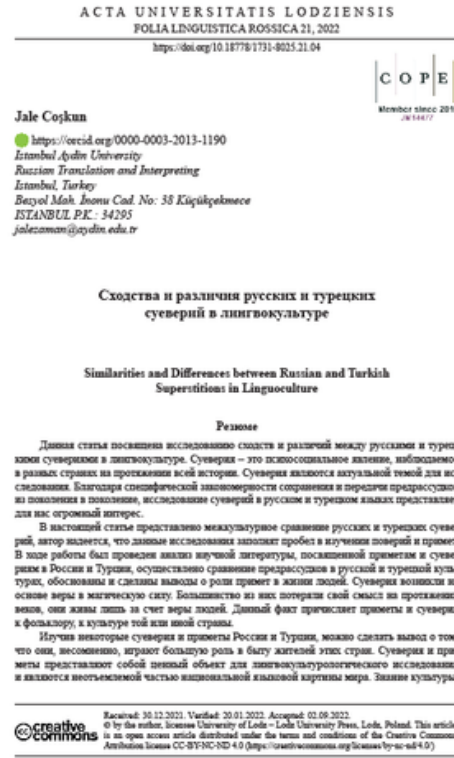 ACTA UNIVERSITATIS LODZIENSIS
FOLIA LINGUISTICA ROSSICA 21, 2022
https://doi.org/10.18778/1731-8025.21.04
COPE
Member since 201
JM14477
Jale Coşkun
https://orcid.org/0000-0003-2013-1190
Istanbul Aydin University
Russian Translation and Interpreting
Istanbul, Turkey
Beşyol Mah. İnonu Cad. No: 38 Küçükçekmece
ISTANBUL P.K.: 34295
jalezaman@aydin.edu.tr
Сходства и различия русских и турецких
суеверий в лингвокультуре
Similarities and Differences between Russian and Turkish
Superstitions in Linguoculture
Резюме
Данная статья посвящена исследованию сходств и различий между русскими и турец
кими суевериями в лингвокультуре. Суеверия – это психосоциальное явление, наблюдаемо
в разных странах на протяжении всей истории. Суеверия являются актуальной темой для ис
следования. Благодаря специфической закономерности сохранения и передачи предрассудко
из поколения в поколение, исследование суеверий в русском и турецком языках представляе
для нас огромный интерес.
В настоящей статье представлено межкультурное сравнение русских и турецких суеве
рий, автор надеется, что данные исследования заполнят пробел в изучении поверий и примет
В ходе работы был проведен анализ научной литературы, посвященной приметам и суеве
риям в России и Турции, осуществлено сравнение предрассудков в русской и турецкой куль
турах, обоснованы и сделаны выводы о роли примет в жизни людей. Суеверия возникли н
основе веры в магическую силу. Большинство из них потеряли свой смысл на протяжени
веков, они живы лишь за счет веры людей. Данный факт причисляет приметы и суевери
к фольклору, к культуре той или иной страны.
Изучив некоторые суеверия и приметы России и Турции, можно сделать вывод о том
что они, несомненно, играют большую роль в быту жителей этих стран. Суеверия и при
меты представляют собой ценный объект для лингвокультурологического исследовани
и являются неотъемлемой частью национальной языковой картины мира. Знание культуры
creative commons
Received: 30.12.2021. Verified: 20.01.2022. Accepted: 02.09.2022.
© by the author, licensee University of Lodz – Lodz University Press, Lodz, Poland. This article
is an open access article distributed under the terms and conditions of the Creative Commons
Attribution license CC-BY-NC-ND 4.0 (https://creativecommons.org/licenses/by-nc-nd/4.0/)